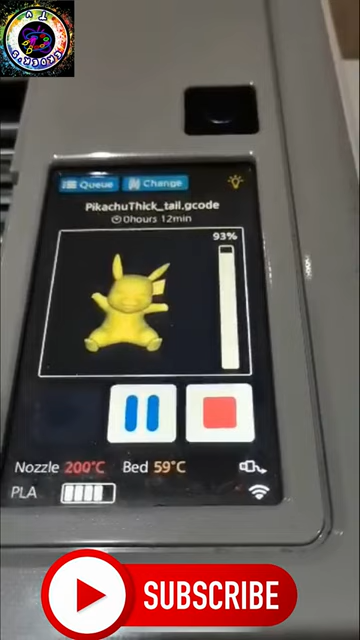 Queue
Change
PikachuThick_tail.gcode
0hours 12min
93%
Nozzle 200°C Bed 59°C
PLA
SUBSCRIBE